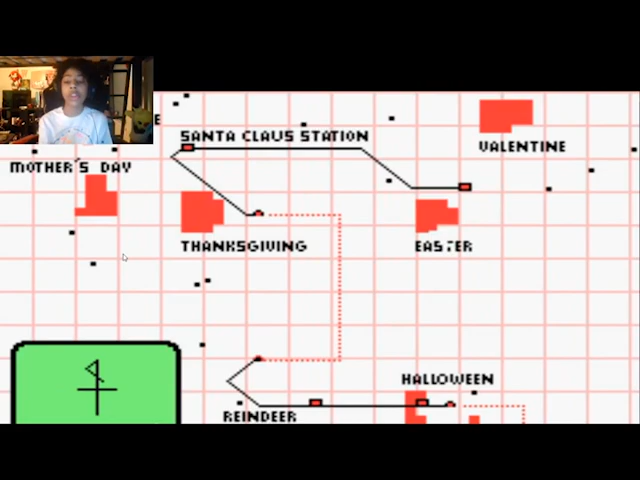 SANTA CLAUS STATION
VALENTINE
MOTHER'S DAY
THANKSGIVING
EASTER
HALLOWEEN
REINDEER